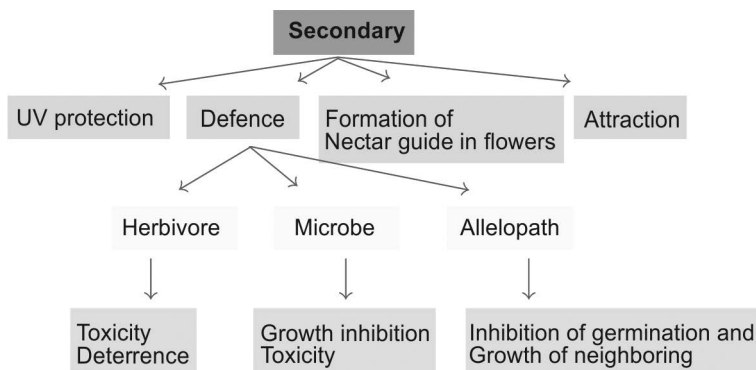 Secondary
UV protection
Defence
Formation of
Nectar guide in flowers
Attraction
Herbivore
Microbe
Allelopath
Toxicity
Deterrence
Growth inhibition
Toxicity
Inhibition of germination and
Growth of neighboring